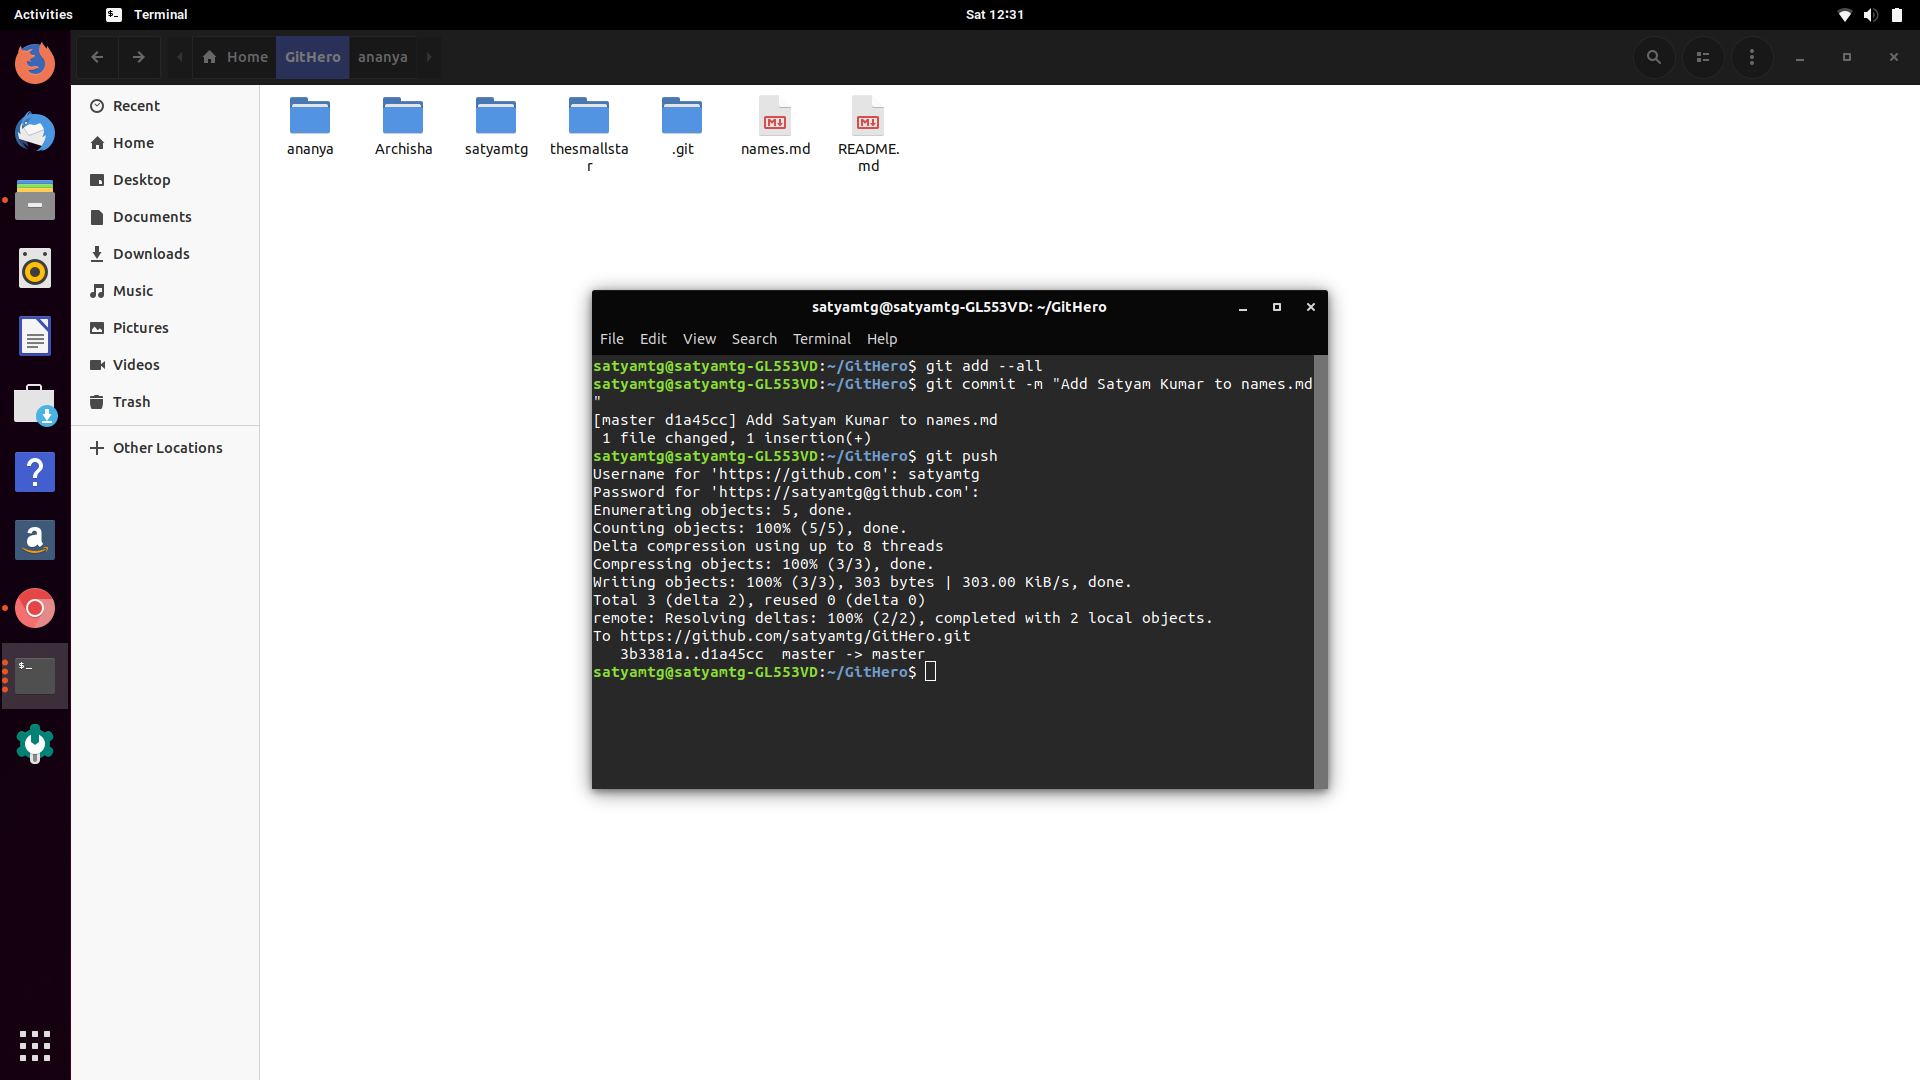 Activities
Terminal
Sat 12:31
Home
GitHero
ananya
Recent
Home
Desktop
Documents
Downloads
Music
Pictures
Videos
Trash
Other Locations
ananya
Archisha
satyamtg
thesmallsta
r
.git
names.md
README.
md
satyamtg@satyamtg-GL553VD: ~/GitHero
File Edit View Search Terminal Help
satyamtg@satyamtg-GL553VD:~/GitHero$ git add --all
satyamtg@satyamtg-GL553VD:~/GitHero$ git commit -m "Add Satyam Kumar to names.md
"
[master d1a45cc] Add Satyam Kumar to names.md
 1 file changed, 1 insertion(+)
satyamtg@satyamtg-GL553VD:~/GitHero$ git push
Username for 'https://github.com': satyamtg
Password for 'https://satyamtg@github.com':
Enumerating objects: 5, done.
Counting objects: 100% (5/5), done.
Delta compression using up to 8 threads
Compressing objects: 100% (3/3), done.
Writing objects: 100% (3/3), 303 bytes | 303.00 KiB/s, done.
Total 3 (delta 2), reused 0 (delta 0)
remote: Resolving deltas: 100% (2/2), completed with 2 local objects.
To https://github.com/satyamtg/GitHero.git
   3b3381a..d1a45cc  master -> master
satyamtg@satyamtg-GL553VD:~/GitHero$